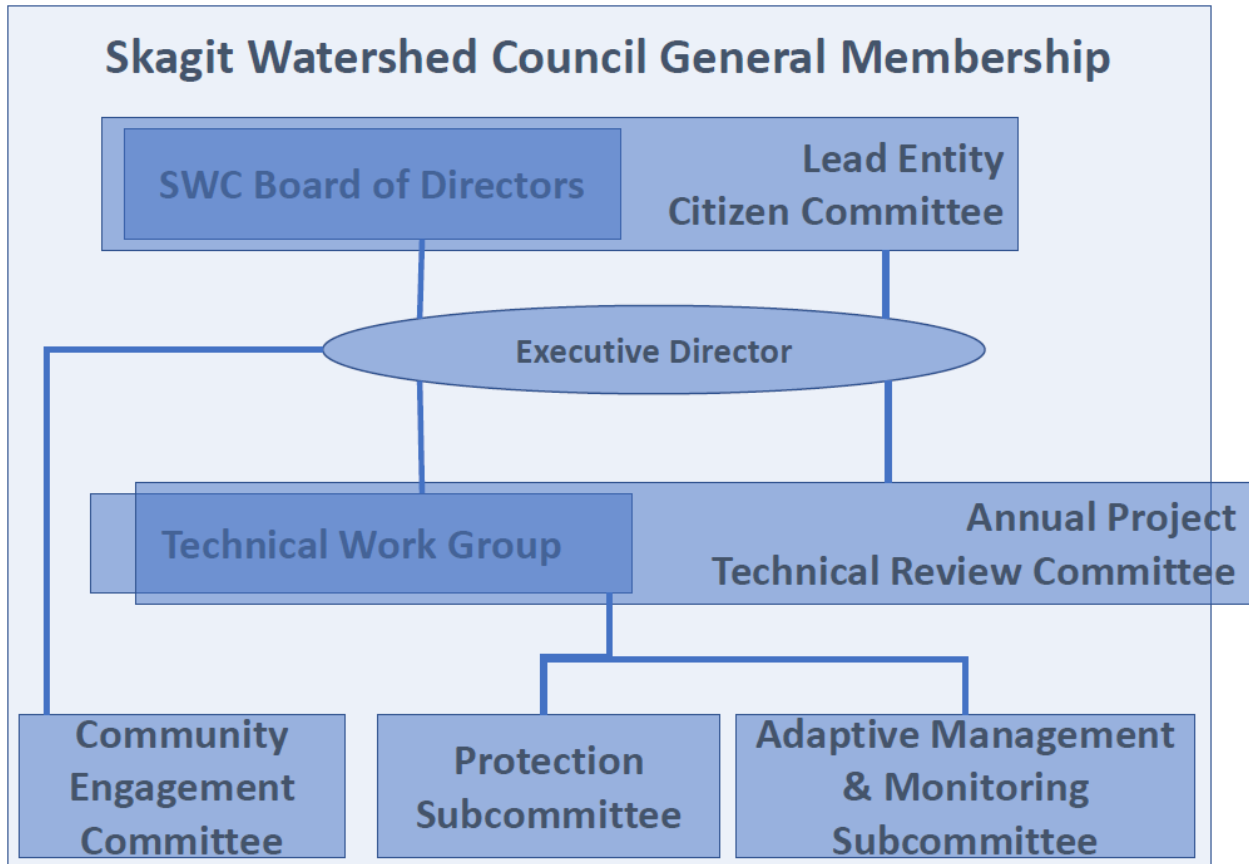 Skagit Watershed Council General Membership
SWC Board of Directors
Lead Entity
Citizen Committee
Executive Director
Technical Work Group
Annual Project
Technical Review Committee
Community
Engagement
Committee
Protection
Subcommittee
Adaptive Management
& Monitoring
Subcommittee